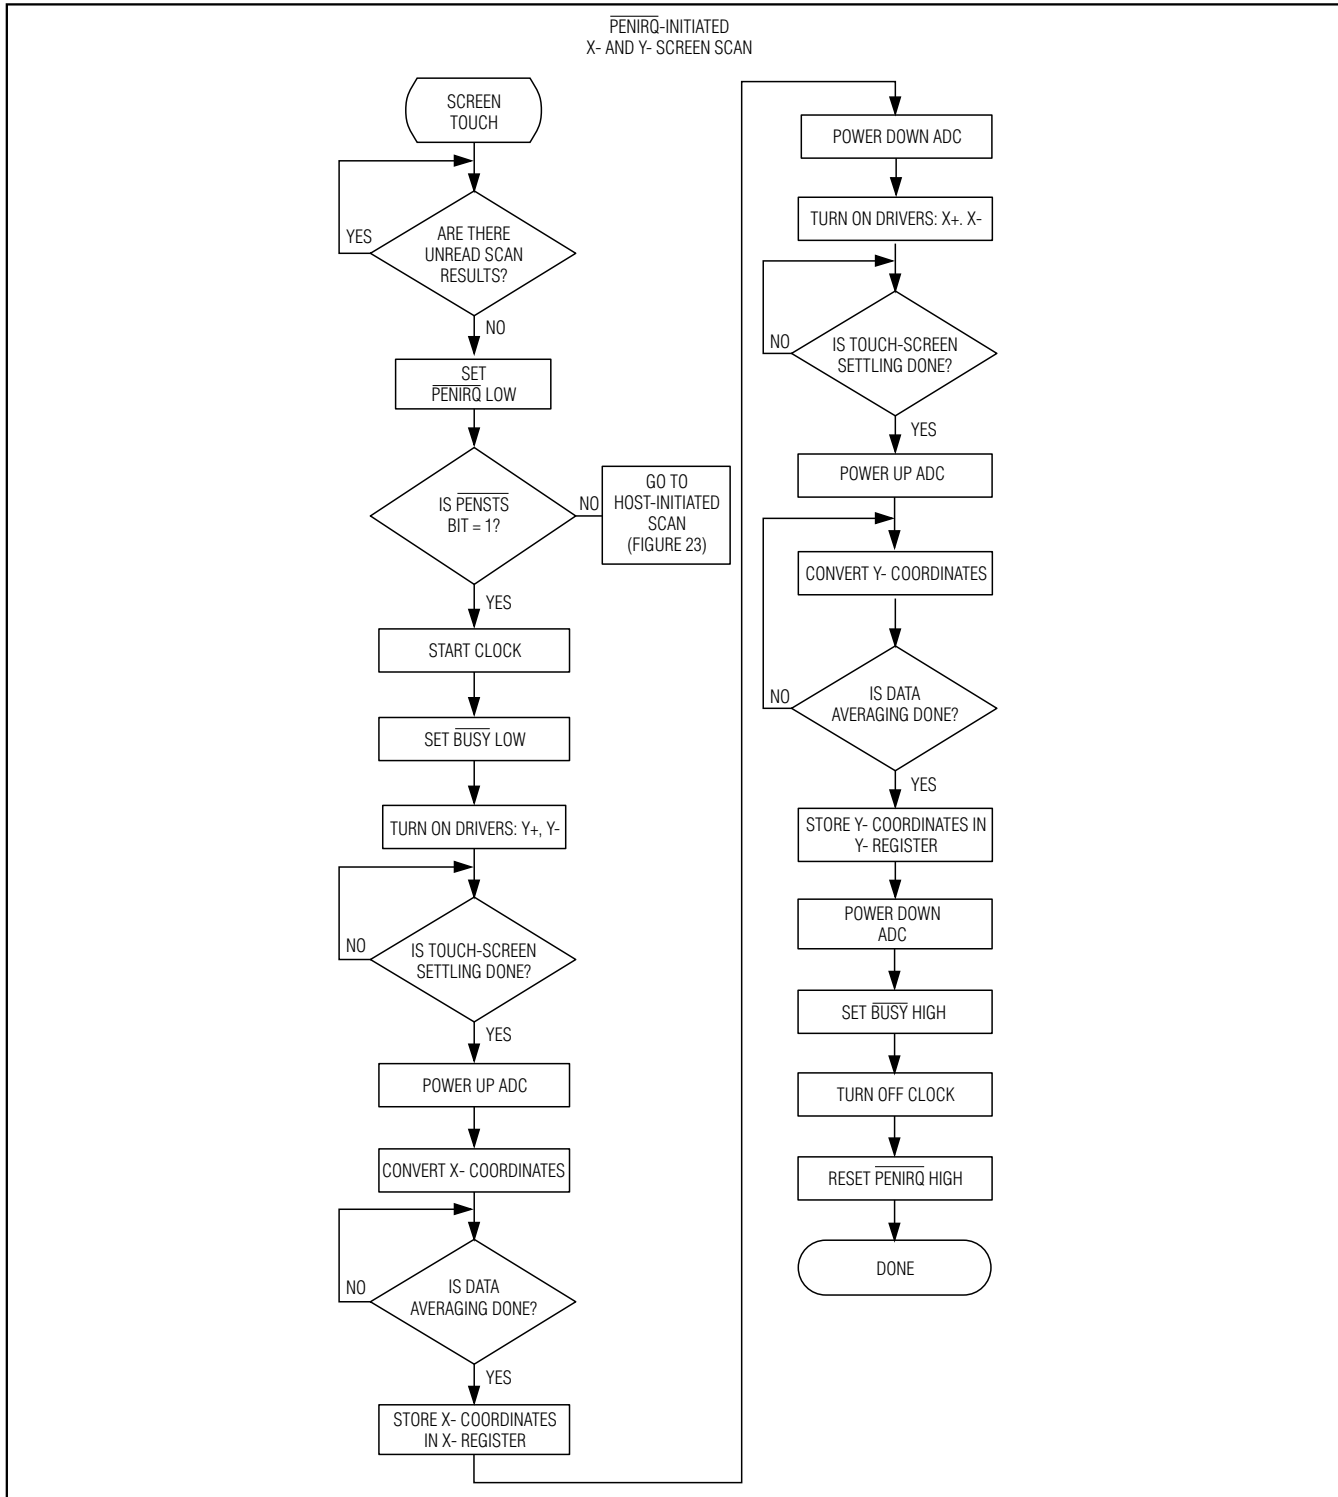 PENIRQ-INITIATED
X- AND Y- SCREEN SCAN
SCREEN
TOUCH
YES
ARE THERE
UNREAD SCAN
RESULTS?
NO
SET
PENIRQ LOW
IS PENSTS
BIT = 1?
NO
GO TO
HOST-INITIATED
SCAN
(FIGURE 23)
YES
START CLOCK
SET BUSY LOW
TURN ON DRIVERS: Y+, Y-
NO
IS TOUCH-SCREEN
SETTLING DONE?
YES
POWER UP ADC
CONVERT X- COORDINATES
NO
IS DATA
AVERAGING DONE?
YES
STORE X- COORDINATES
IN X- REGISTER
POWER DOWN ADC
TURN ON DRIVERS: X+. X-
NO
IS TOUCH-SCREEN
SETTLING DONE?
YES
POWER UP ADC
CONVERT Y- COORDINATES
NO
IS DATA
AVERAGING DONE?
YES
STORE Y- COORDINATES IN
Y- REGISTER
POWER DOWN
ADC
SET BUSY HIGH
TURN OFF CLOCK
RESET PENIRQ HIGH
DONE